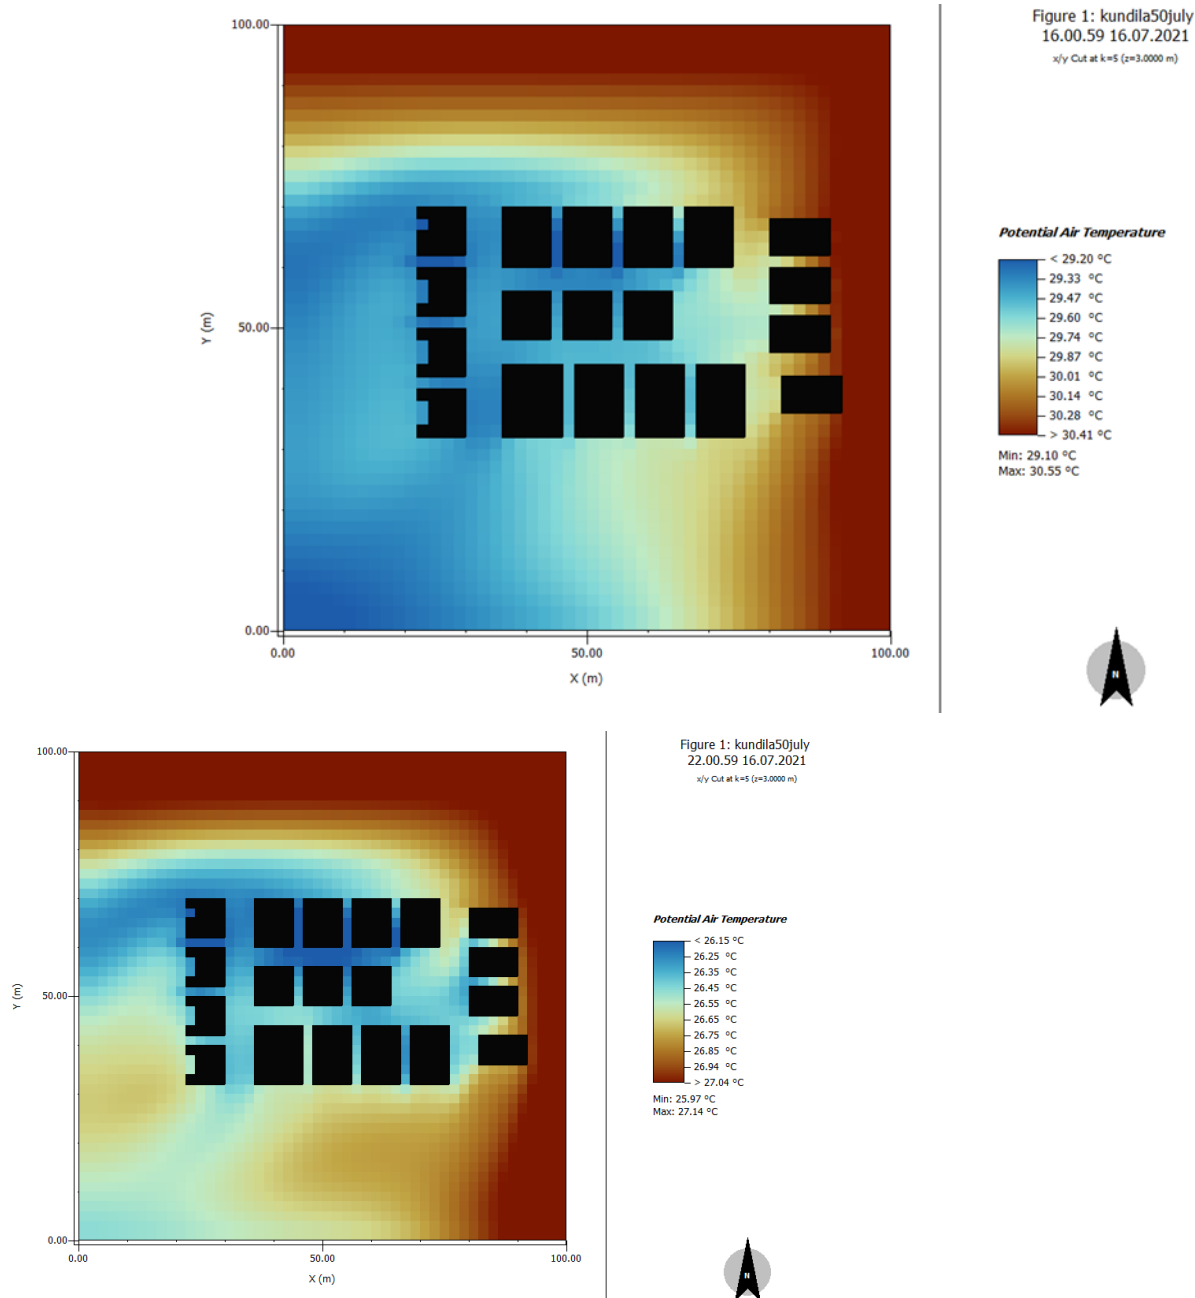 Figure 1: kundila50july
16.00.59 16.07.2021
x/y Cut at k=5 (z=3.0000 m)
100.00
Y (m)
50.00
0.00
0.00
50.00
100.00
X (m)
Potential Air Temperature
< 29.20 °C
29.33 °C
29.47 °C
29.60 °C
29.74 °C
29.87 °C
30.01 °C
30.14 °C
30.28 °C
> 30.41 °C
Min: 29.10 °C
Max: 30.55 °C
N
Figure 1: kundila50july
22.00.59 16.07.2021
x/y Cut at k=5 (z=3.0000 m)
100.00
Y (m)
50.00
0.00
0.00
50.00
100.00
X (m)
Potential Air Temperature
< 26.15 °C
26.25 °C
26.35 °C
26.45 °C
26.55 °C
26.65 °C
26.75 °C
26.85 °C
26.94 °C
> 27.04 °C
Min: 25.97 °C
Max: 27.14 °C
N